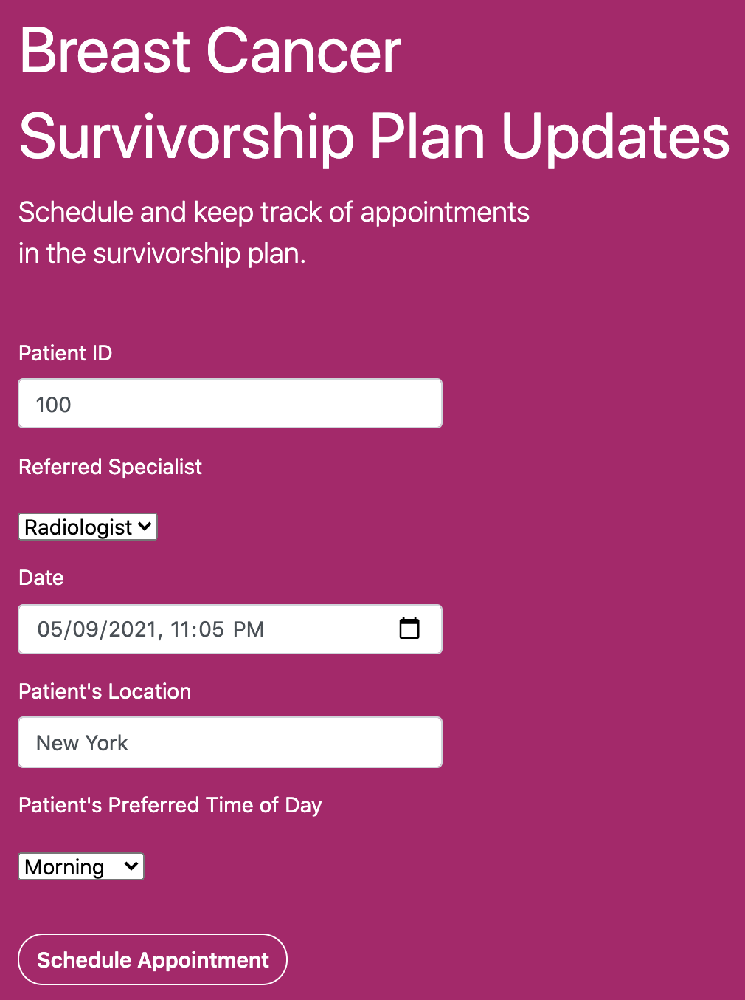 Breast Cancer
Survivorship Plan Updates
Schedule and keep track of appointments
in the survivorship plan.
Patient ID
100
Referred Specialist
Radiologist
Date
05/09/2021, 11:05 PM
Patient's Location
New York
Patient's Preferred Time of Day
Morning
Schedule Appointment